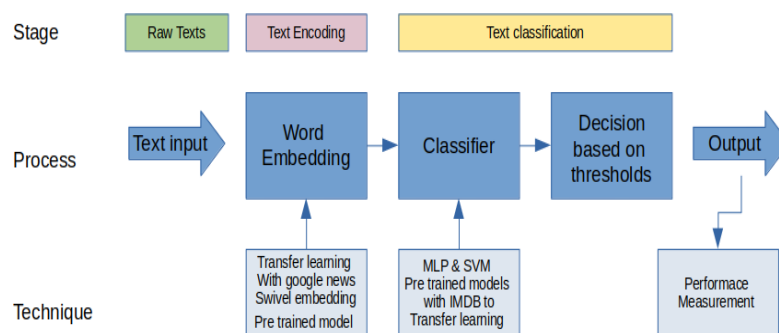 Stage
Raw Texts
Text Encoding
Text classification
Process
Text input
Word
Embedding
Classifier
Decision
based on
thresholds
Output
Technique
Transfer learning
With google news
Swivel embedding
Pre trained model
MLP & SVM
Pre trained models
with IMDB to
Transfer learning
Performace
Measurement